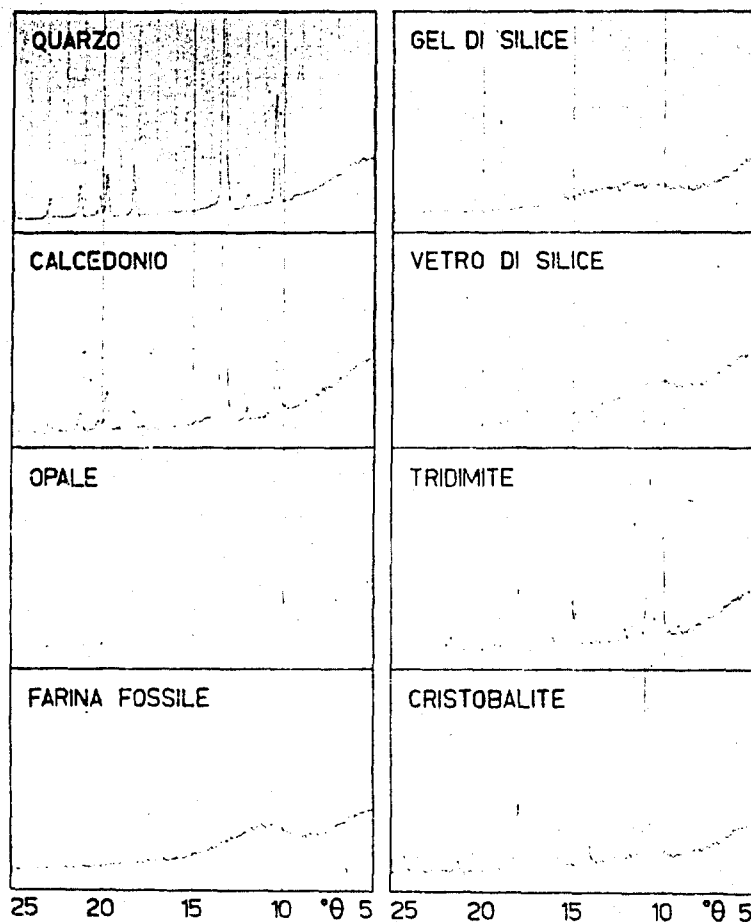 QUARZO
GEL DI SILICE
CALCEDONIO
VETRO DI SILICE
OPALE
TRIDIMITE
FARINA FOSSILE
CRISTOBALITE
25 20 15 10 °θ 5
25 20 15 10 °θ 5